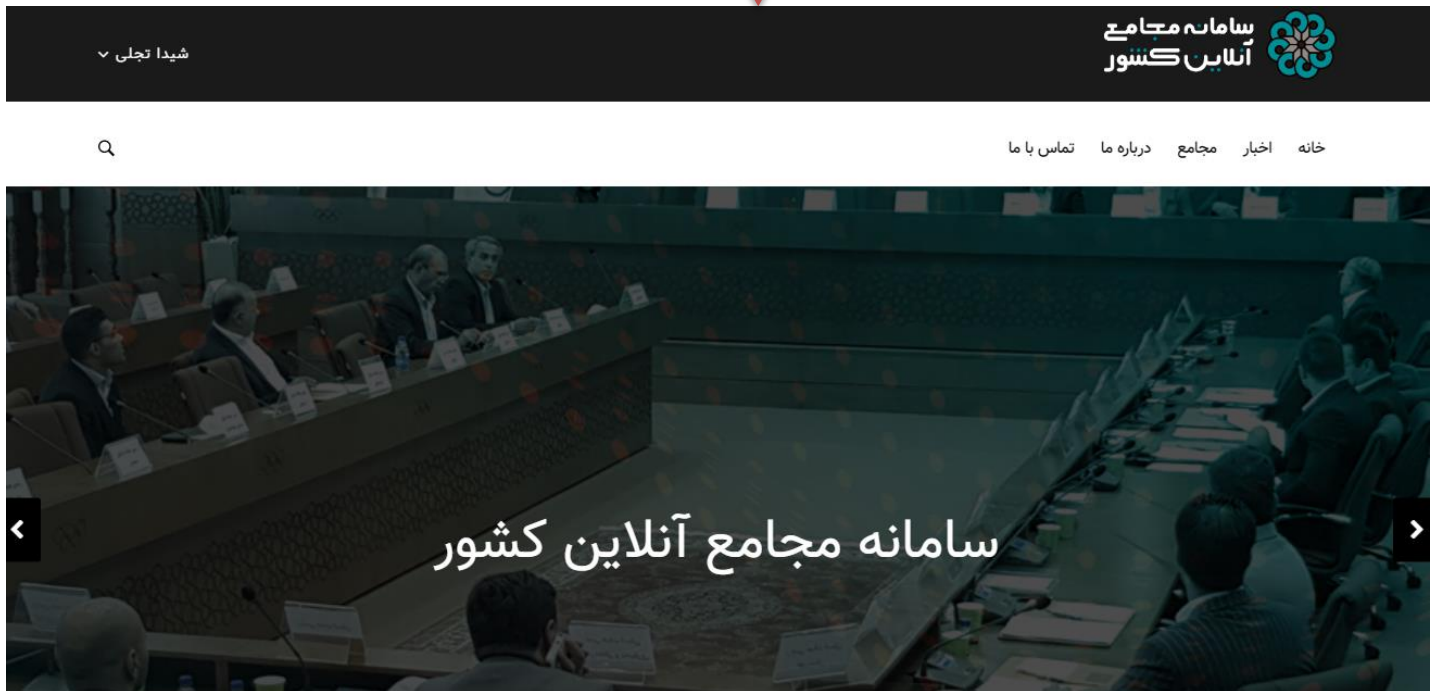 سامانه مجامع
آنلاین کشور
شیدا تجلی
خانه اخبار مجامع درباره ما تماس با ما
سامانه مجامع آنلاین کشور